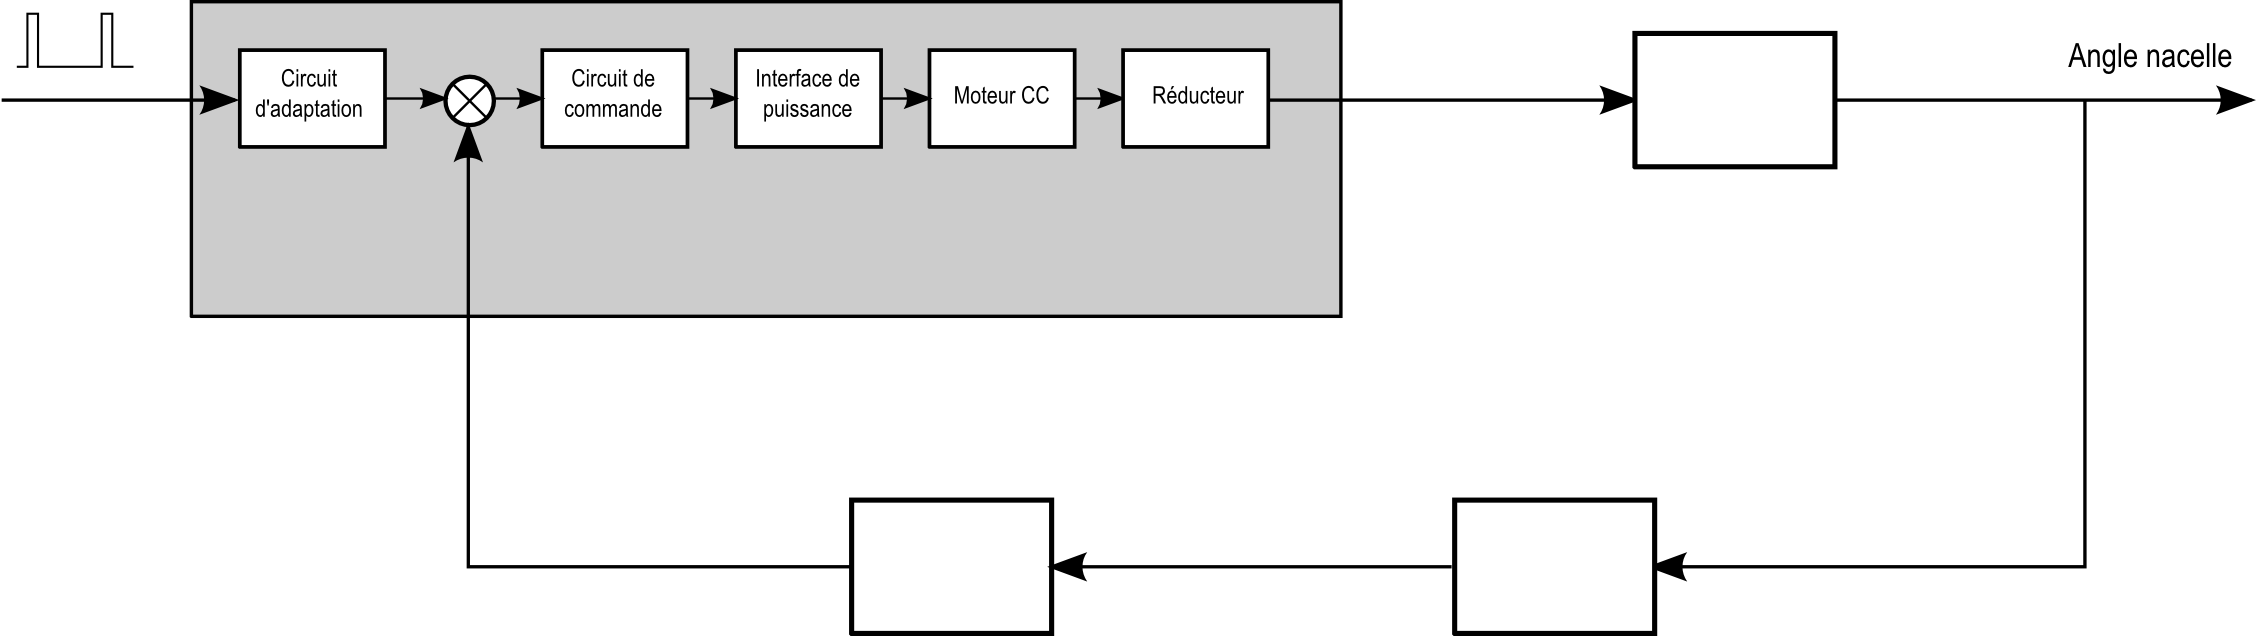 Angle nacelle
Circuit
d'adaptation
Circuit de
commande
Interface de
puissance
Moteur CC
Réducteur